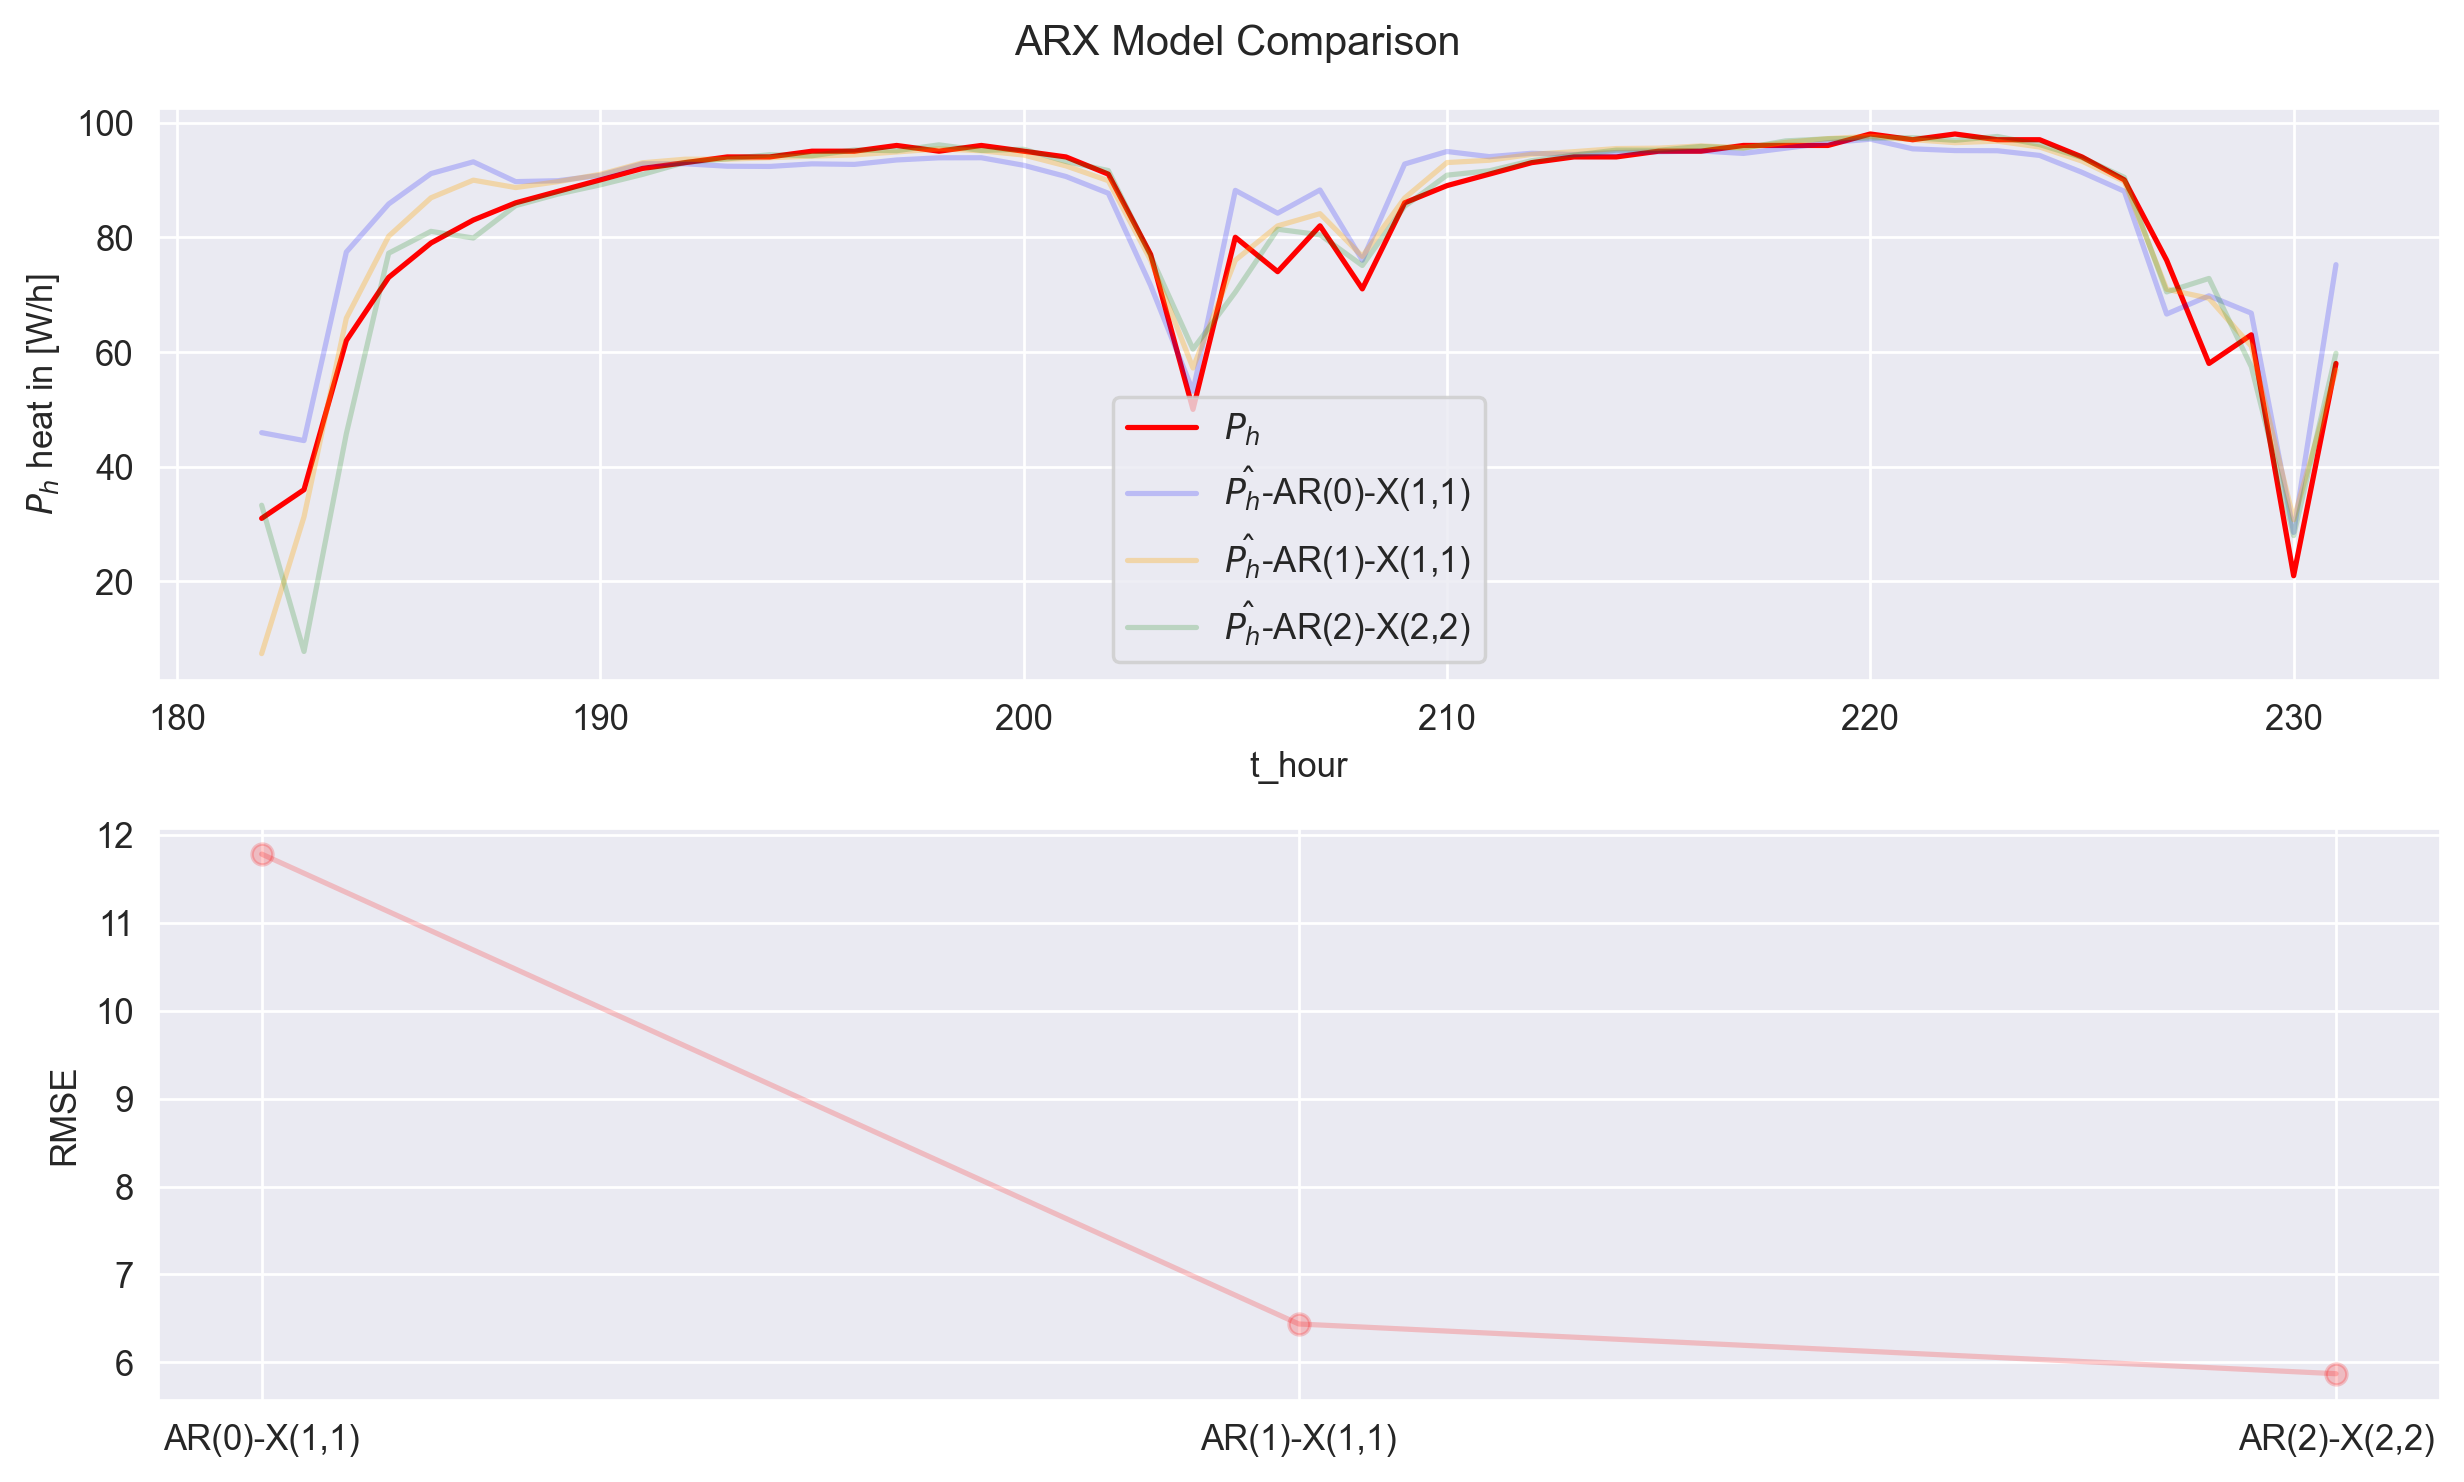 ARX Model Comparison
100
80
60
40
20
P_h heat in [W/h]
P_h
P̂_h-AR(0)-X(1,1)
P̂_h-AR(1)-X(1,1)
P̂_h-AR(2)-X(2,2)
180 190 200 210 220 230
t_hour
12
11
10
9
8
7
6
RMSE
AR(0)-X(1,1) AR(1)-X(1,1) AR(2)-X(2,2)